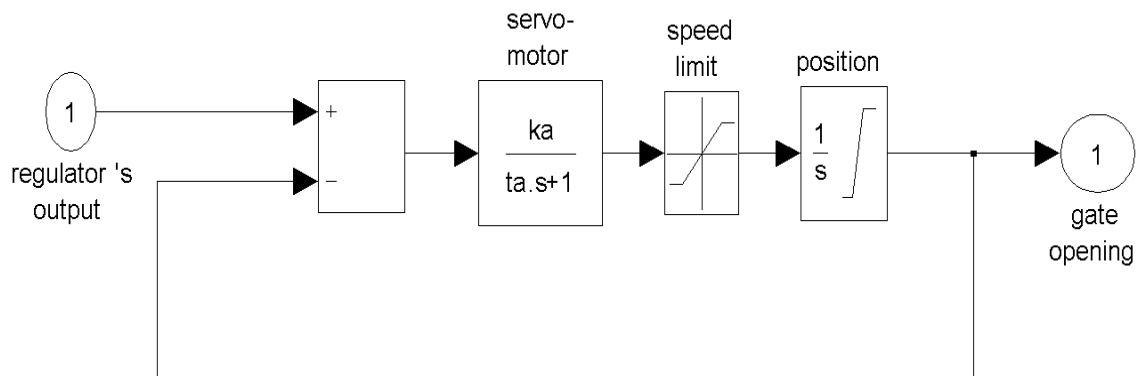 servo-
motor
speed
limit
position
1
regulator 's
output
+
−
ka
ta.s+1
1
s
1
gate
opening